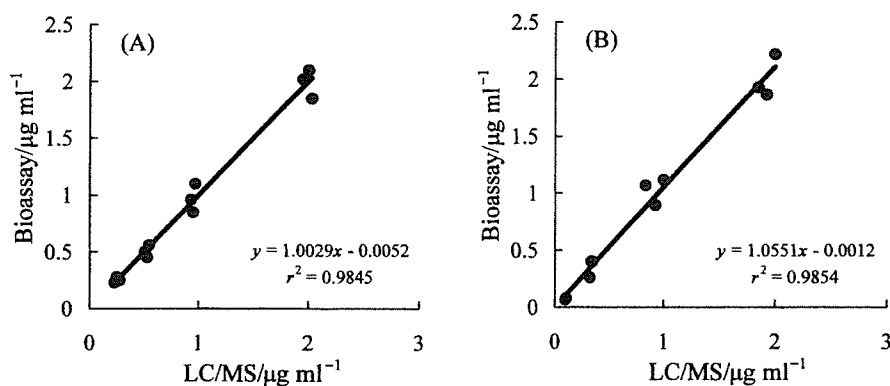 (A)
Bioassay/μg ml⁻¹
2.5
2
1.5
1
0.5
0
y = 1.0029x - 0.0052
r² = 0.9845
0 1 2 3
LC/MS/μg ml⁻¹
(B)
Bioassay/μg ml⁻¹
2.5
2
1.5
1
0.5
0
y = 1.0551x - 0.0012
r² = 0.9854
0 1 2 3
LC/MS/μg ml⁻¹